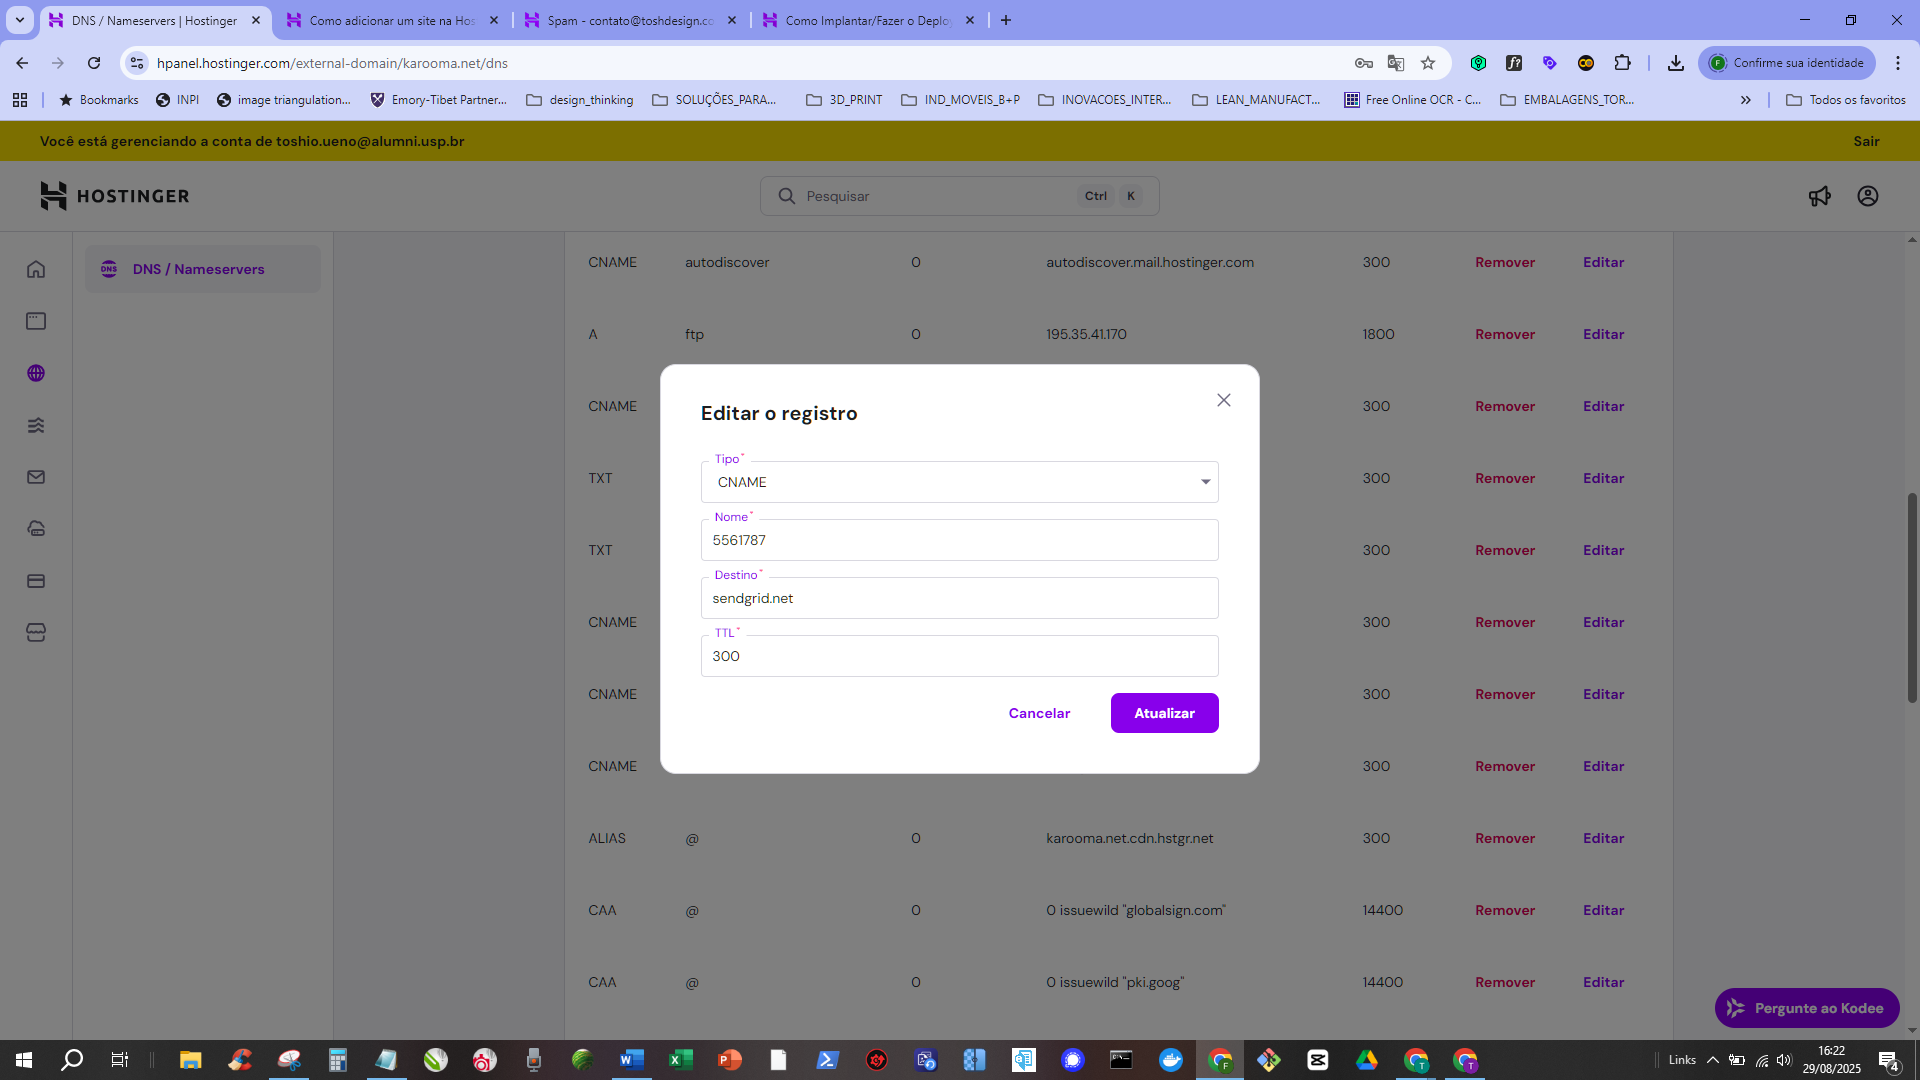 DNS / Nameservers | Hostinger
Como adicionar um site na Hos
Spam - contato@toshdesign.co
Como Implantar/Fazer o Deplo
hpanel.hostinger.com/external-domain/karooma.net/dns
Confirme sua identidade
Bookmarks
INPI
image triangulation...
Emory-Tibet Partner...
design_thinking
SOLUÇÕES_PARA...
3D_PRINT
IND_MOVEIS_B+P
INOVACOES_INTER...
LEAN_MANUFACT...
Free Online OCR - C...
EMBALAGENS_TOR...
Todos os favoritos
Você está gerenciando a conta de toshio.ueno@alumni.usp.br
Sair
HOSTINGER
Pesquisar
Ctrl K
DNS DNS / Nameservers
CNAME autodiscover 0 autodiscover.mail.hostinger.com 300 Remover Editar
A ftp 0 195.35.41.170 1800 Remover Editar
CNAME 300 Remover Editar
TXT 300 Remover Editar
TXT 300 Remover Editar
CNAME 300 Remover Editar
CNAME 300 Remover Editar
CNAME 300 Remover Editar
ALIAS @ 0 karooma.net.cdn.hstgr.net 300 Remover Editar
CAA @ 0 0 issuewild "globalsign.com" 14400 Remover Editar
CAA @ 0 0 issuewild "pki.goog" 14400 Remover Editar
Editar o registro
Tipo*
CNAME
Nome*
5561787
Destino*
sendgrid.net
TTL*
300
Cancelar
Atualizar
Pergunte ao Kodee
Links
16:22
29/08/2025
4